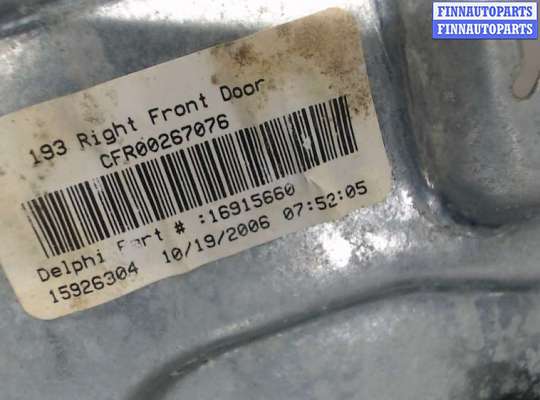 FINNAUTOPARTS
FINNAUTOPARTS
193 Right Front Door
CFR00267076
Delphi Part # :16915660
15926304 10/19/2006 07:52:05